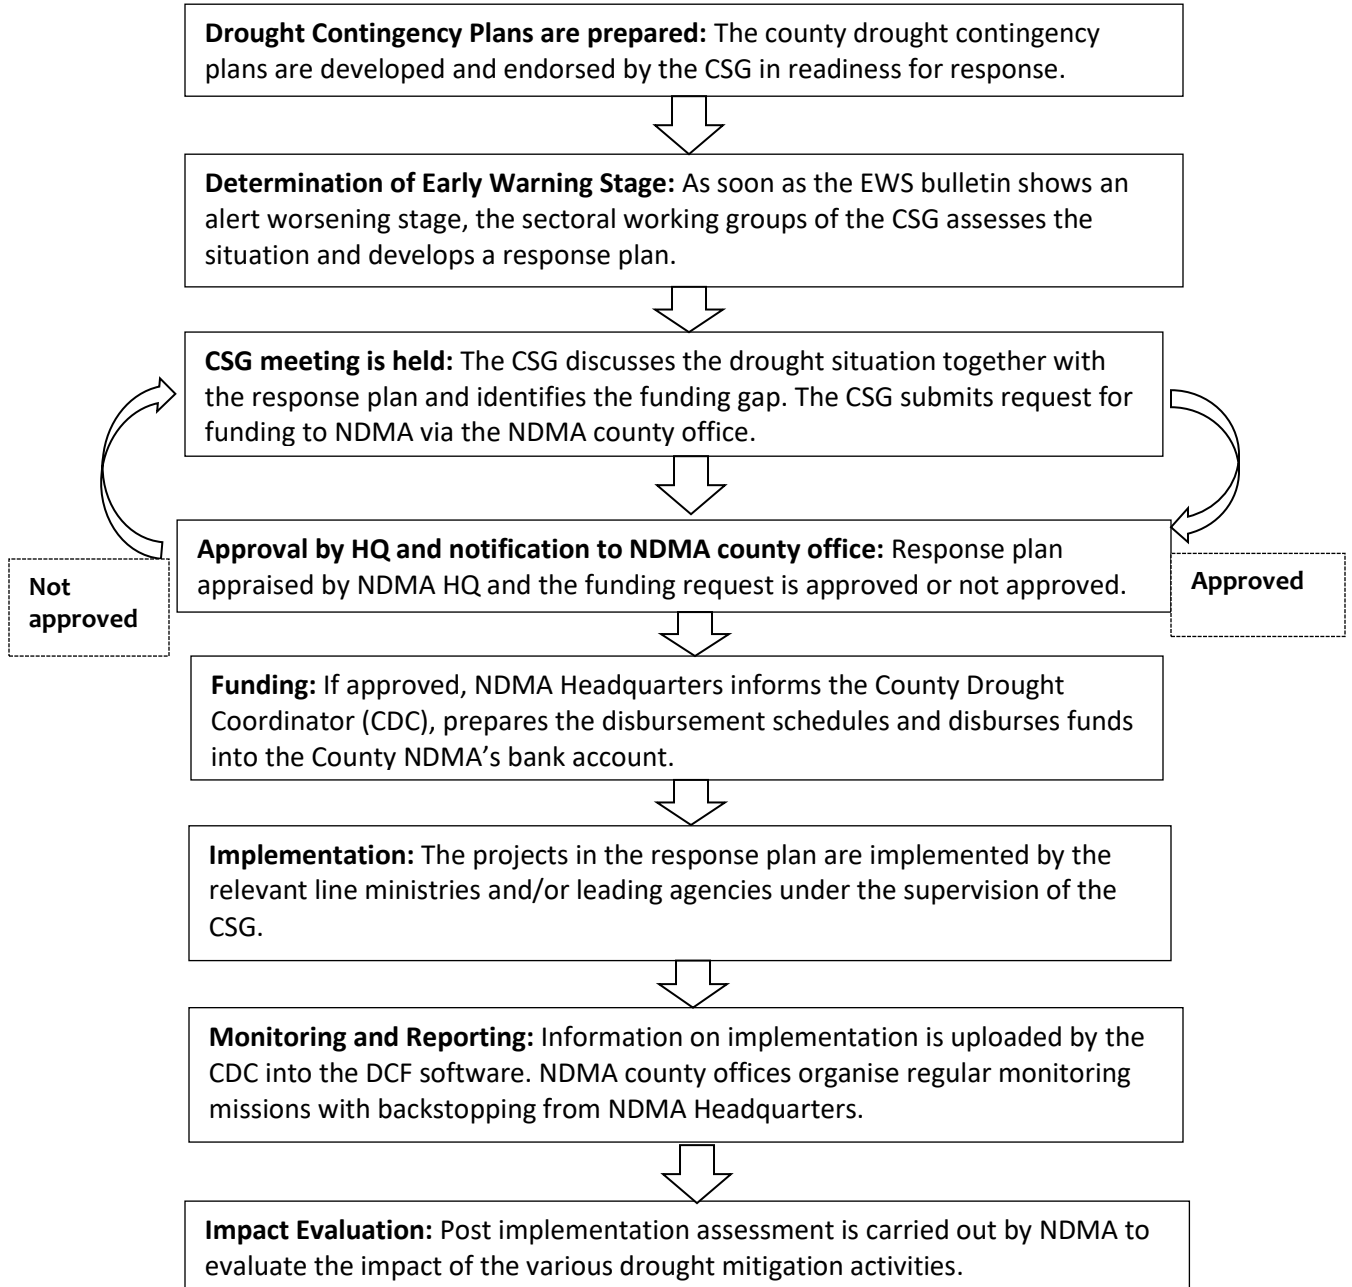 Drought Contingency Plans are prepared: The county drought contingency
plans are developed and endorsed by the CSG in readiness for response.
Determination of Early Warning Stage: As soon as the EWS bulletin shows an
alert worsening stage, the sectoral working groups of the CSG assesses the
situation and develops a response plan.
CSG meeting is held: The CSG discusses the drought situation together with
the response plan and identifies the funding gap. The CSG submits request for
funding to NDMA via the NDMA county office.
Approval by HQ and notification to NDMA county office: Response plan
appraised by NDMA HQ and the funding request is approved or not approved.
Not
approved
Approved
Funding: If approved, NDMA Headquarters informs the County Drought
Coordinator (CDC), prepares the disbursement schedules and disburses funds
into the County NDMA’s bank account.
Implementation: The projects in the response plan are implemented by the
relevant line ministries and/or leading agencies under the supervision of the
CSG.
Monitoring and Reporting: Information on implementation is uploaded by the
CDC into the DCF software. NDMA county offices organise regular monitoring
missions with backstopping from NDMA Headquarters.
Impact Evaluation: Post implementation assessment is carried out by NDMA to
evaluate the impact of the various drought mitigation activities.